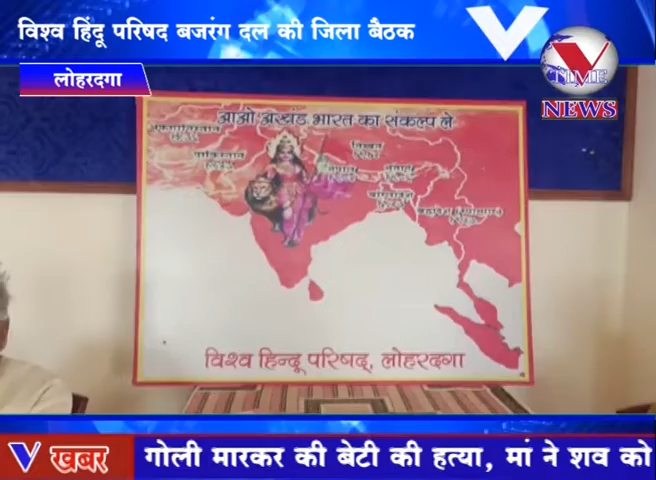 विश्व हिंदू परिषद बजरंग दल की जिला बैठक
लोहरदगा
V TIME
NEWS
आओ अखंड भारत का संकल्प ले
पाकिस्तान
तिब्बत
नेपाल
भूटान
विश्व हिन्दू परिषद्, लोहरदगा
V खबर
गोली मारकर की बेटी की हत्या, मां ने शव को